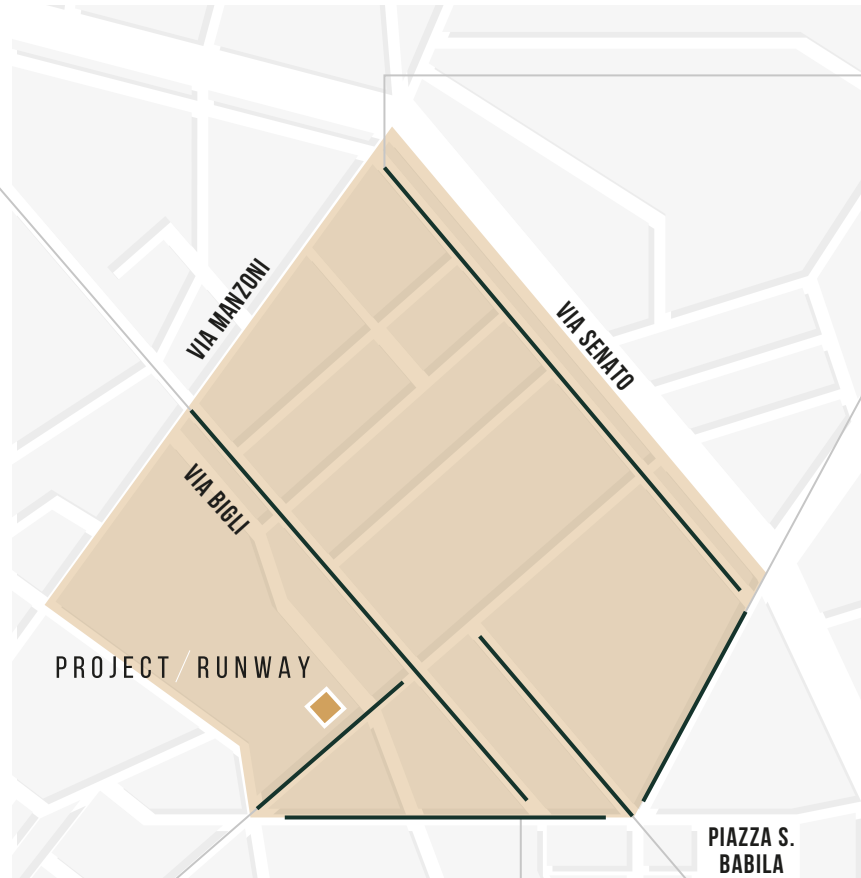 VIA MANZONI
VIA SENATO
VIA BIGLI
PROJECT / RUNWAY
PIAZZA S.
BABILA